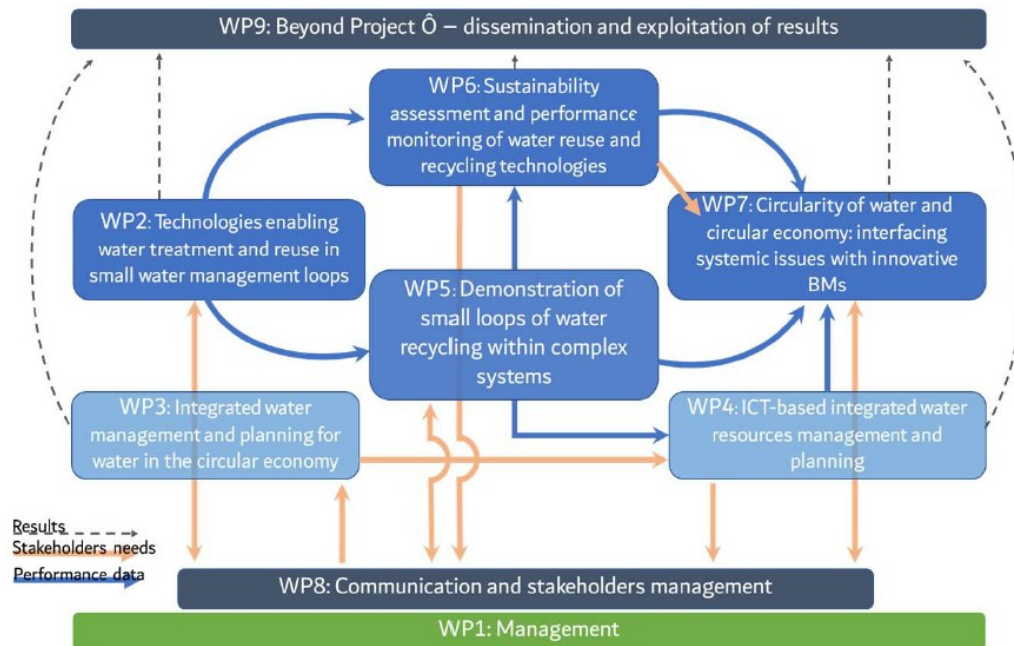 WP9: Beyond Project Ô – dissemination and exploitation of results
WP6: Sustainability
assessment and performance
monitoring of water reuse and
recycling technologies
WP2: Technologies enabling
water treatment and reuse in
small water management loops
WP7: Circularity of water and
circular economy: interfacing
systemic issues with innovative
BMs
WP5: Demonstration of
small loops of water
recycling within complex
systems
WP3: Integrated water
management and planning for
water in the circular economy
WP4: ICT-based integrated water
resources management and
planning
Results
Stakeholders needs
Performance data
WP8: Communication and stakeholders management
WP1: Management